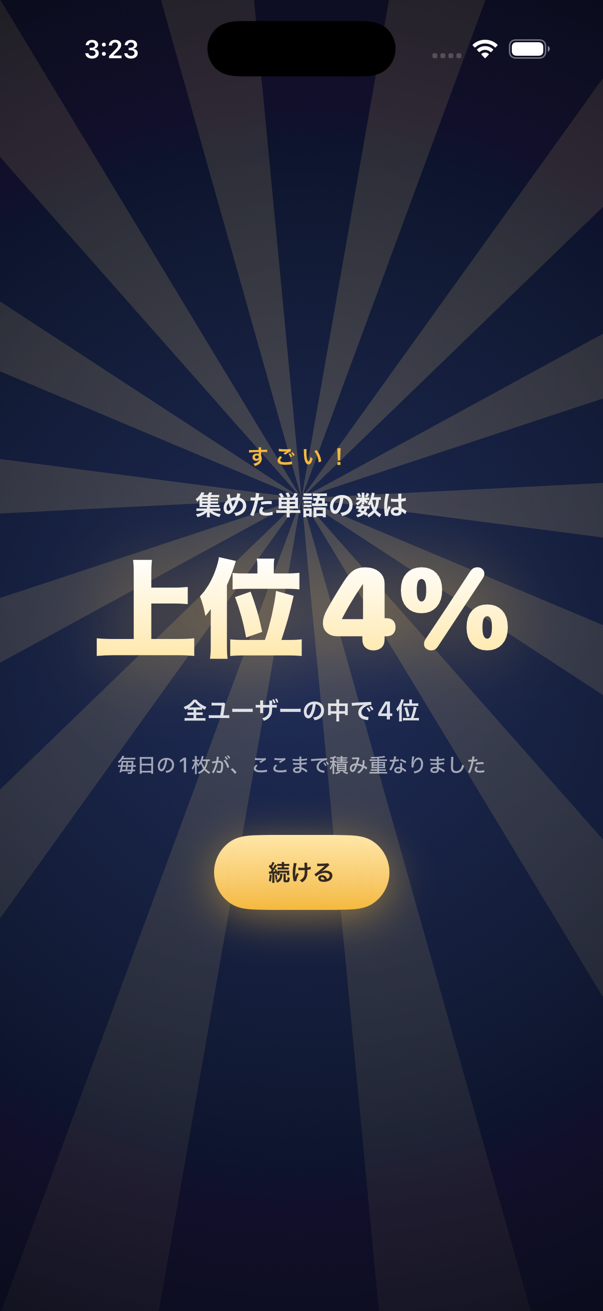 3:23
すごい！
集めた単語の数は
上位4%
全ユーザーの中で4位
毎日の1枚が、ここまで積み重なりました
続ける